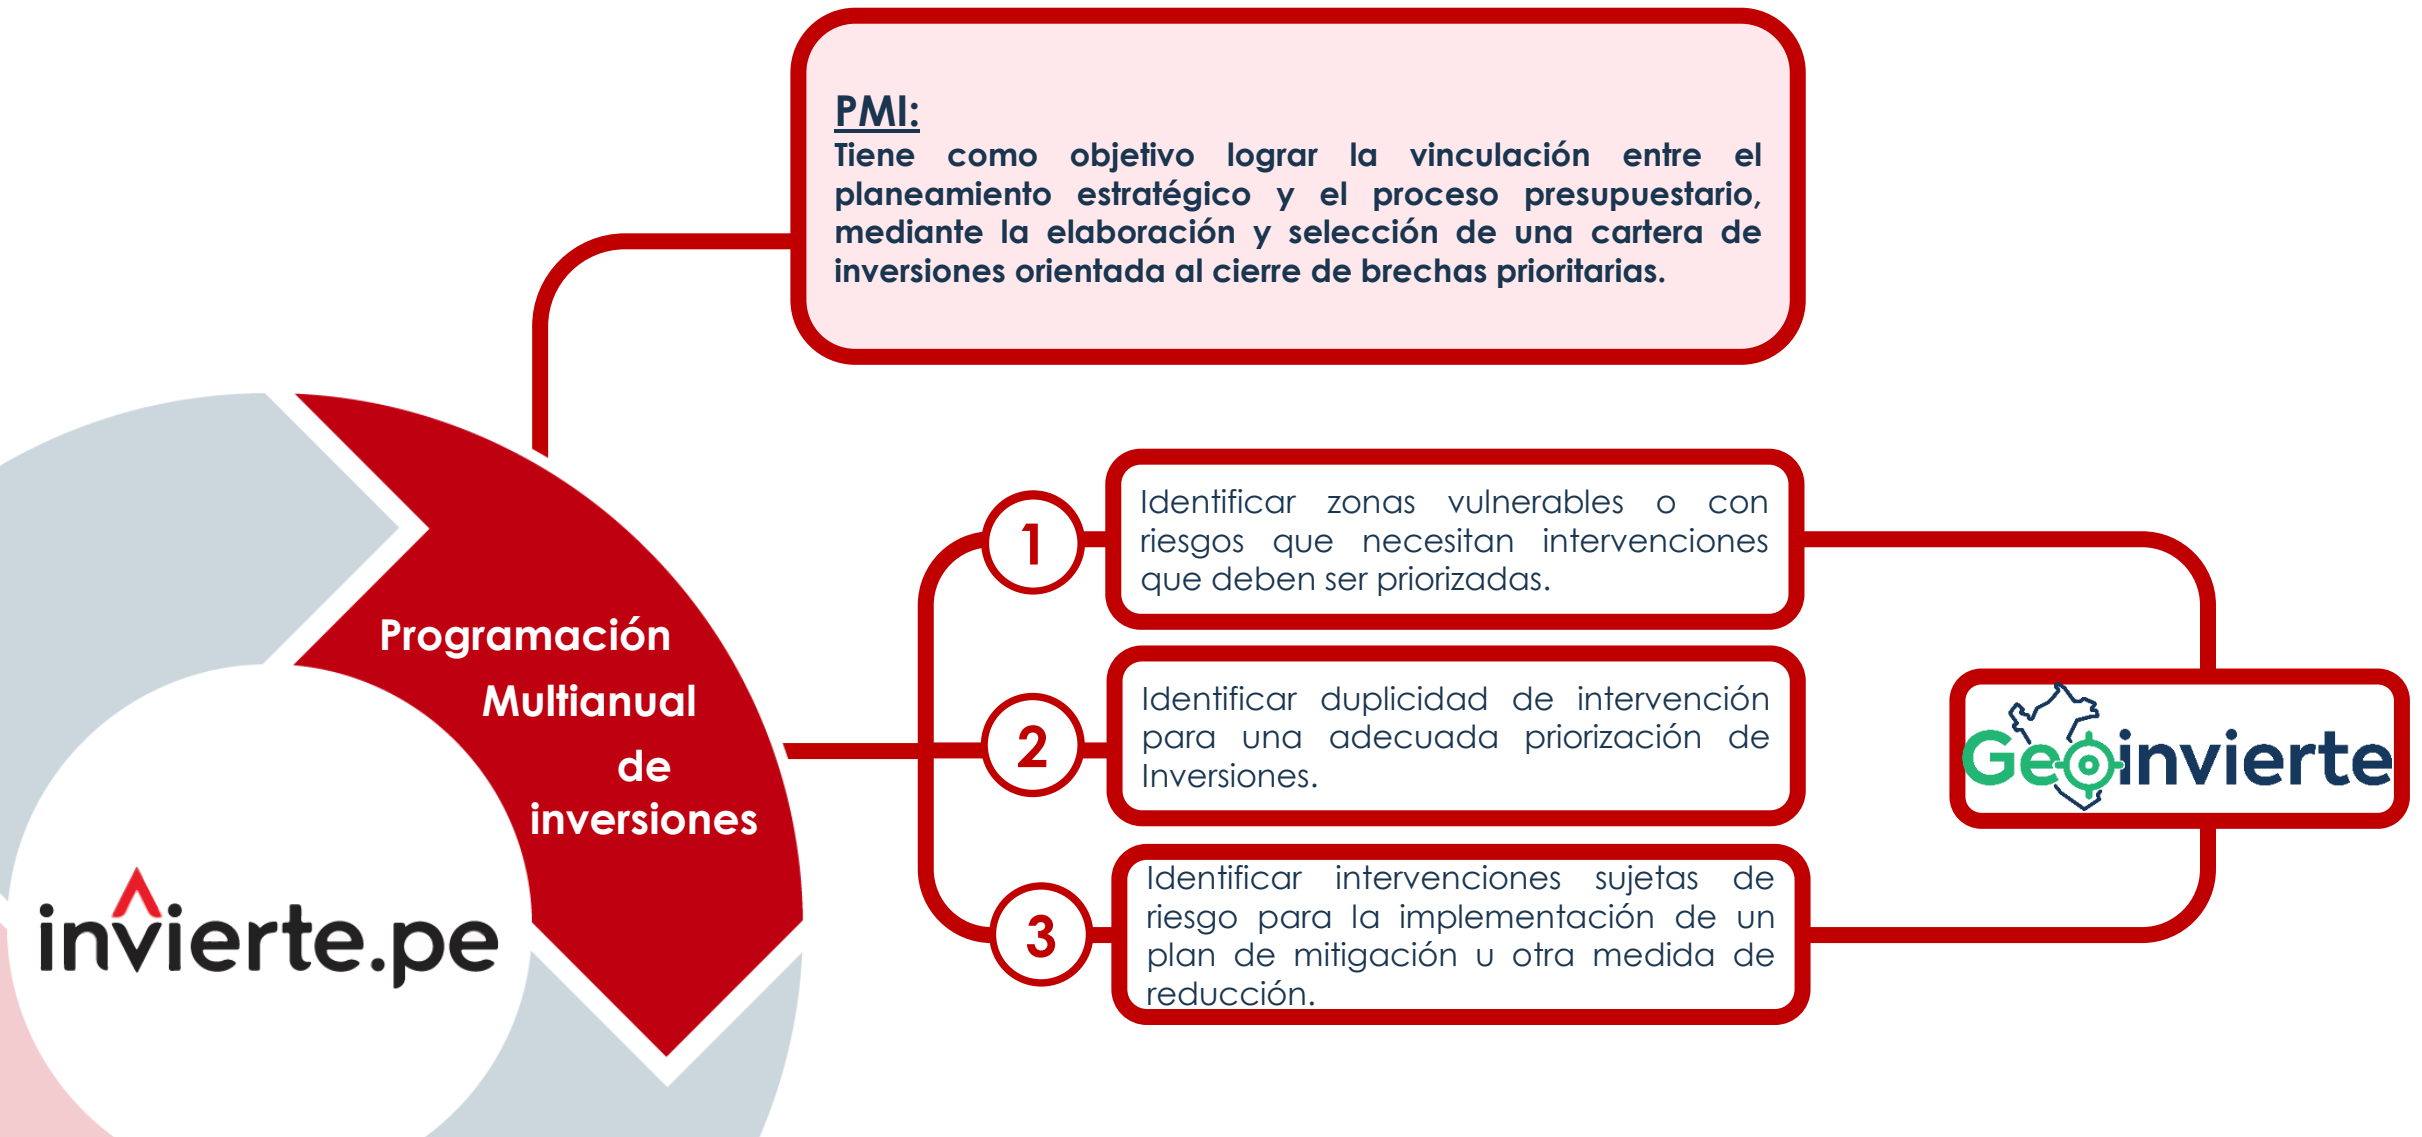 PMI:
Tiene como objetivo lograr la vinculación entre el
planeamiento estratégico y el proceso presupuestario,
mediante la elaboración y selección de una cartera de
inversiones orientada al cierre de brechas prioritarias.
Programación
Multianual
de
inversiones
invierte.pe
1
Identificar zonas vulnerables o con
riesgos que necesitan intervenciones
que deben ser priorizadas.
2
Identificar duplicidad de intervención
para una adecuada priorización de
Inversiones.
3
Identificar intervenciones sujetas de
riesgo para la implementación de un
plan de mitigación u otra medida de
reducción.
Geoinvierte